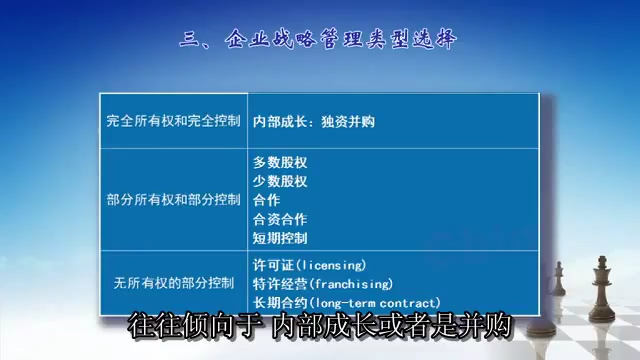 三、企业战略管理类型选择
完全所有权和完全控制
内部成长：独资并购
部分所有权和部分控制
多数股权
少数股权
合作
合资合作
短期控制
无所有权的部分控制
许可证(licensing)
特许经营(franchising)
长期合约(long-term contract)
往往倾向于 内部成长或者是并购